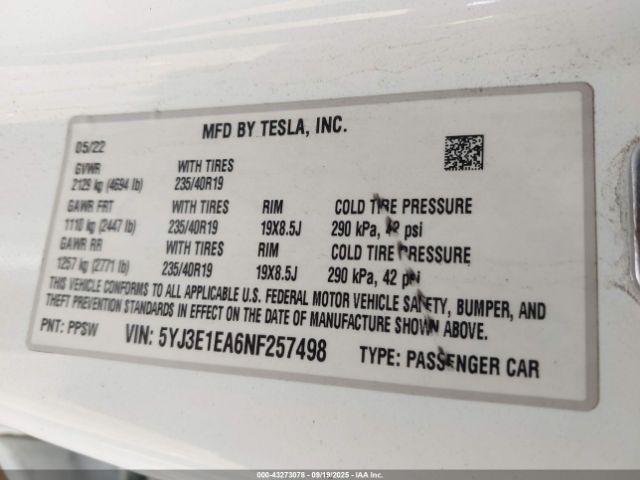 MFD BY TESLA, INC.
05/22
GVWR WITH TIRES
2129 kg (4694 lb) 235/40R19
GAWR FRT WITH TIRES RIM COLD TIRE PRESSURE
1110 kg (2447 lb) 235/40R19 19X8.5J 290 kPa, 42 psi
GAWR RR WITH TIRES RIM COLD TIRE PRESSURE
1257 kg (2771 lb) 235/40R19 19X8.5J 290 kPa, 42 psi
THIS VEHICLE CONFORMS TO ALL APPLICABLE U.S. FEDERAL MOTOR VEHICLE SAFETY, BUMPER, AND
THEFT PREVENTION STANDARDS IN EFFECT ON THE DATE OF MANUFACTURE SHOWN ABOVE.
PNT: PPSW VIN: 5YJ3E1EA6NF257498 TYPE: PASSENGER CAR
000-43273078 - 09/19/2025 - IAA, Inc.